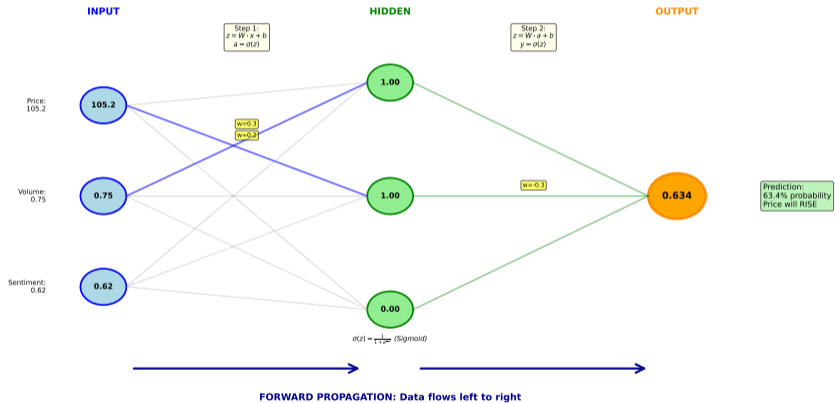 INPUT
HIDDEN
OUTPUT
Step 1:
z = W · x + b
a = σ(z)
Step 2:
z = W · a + b
y = σ(z)
Price:
105.2
105.2
1.00
w=0.3
w=0.2
Volume:
0.75
0.75
1.00
w=-0.3
0.634
Prediction:
63.4% probability
Price will RISE
Sentiment:
0.62
0.62
0.00
σ(z) = 1/(1+e (Sigmoid)
FORWARD PROPAGATION: Data flows left to right